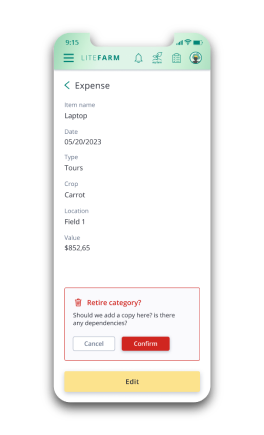 9:15
LITEFARM
Expense
Item name
Laptop
Date
05/20/2023
Type
Tours
Crop
Carrot
Location
Field 1
Value
$852,65
Retire category?
Should we add a copy here? Is there
any dependencies?
Cancel Confirm
Edit